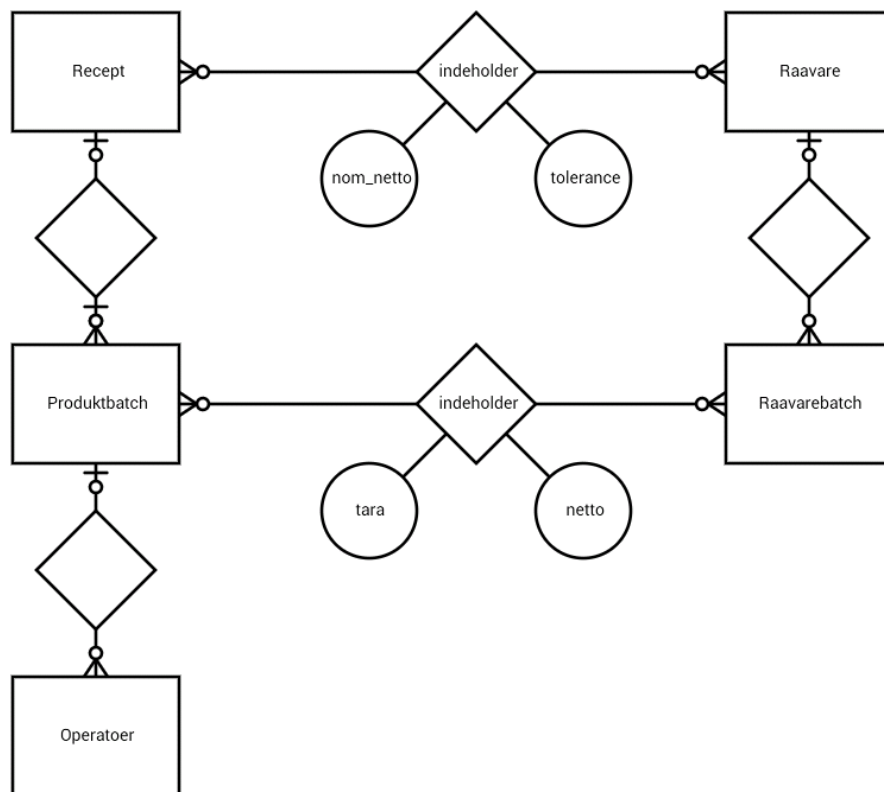 Recept
indeholder
Raavare
nom_netto
tolerance
Produktbatch
indeholder
Raavarebatch
tara
netto
Operatoer